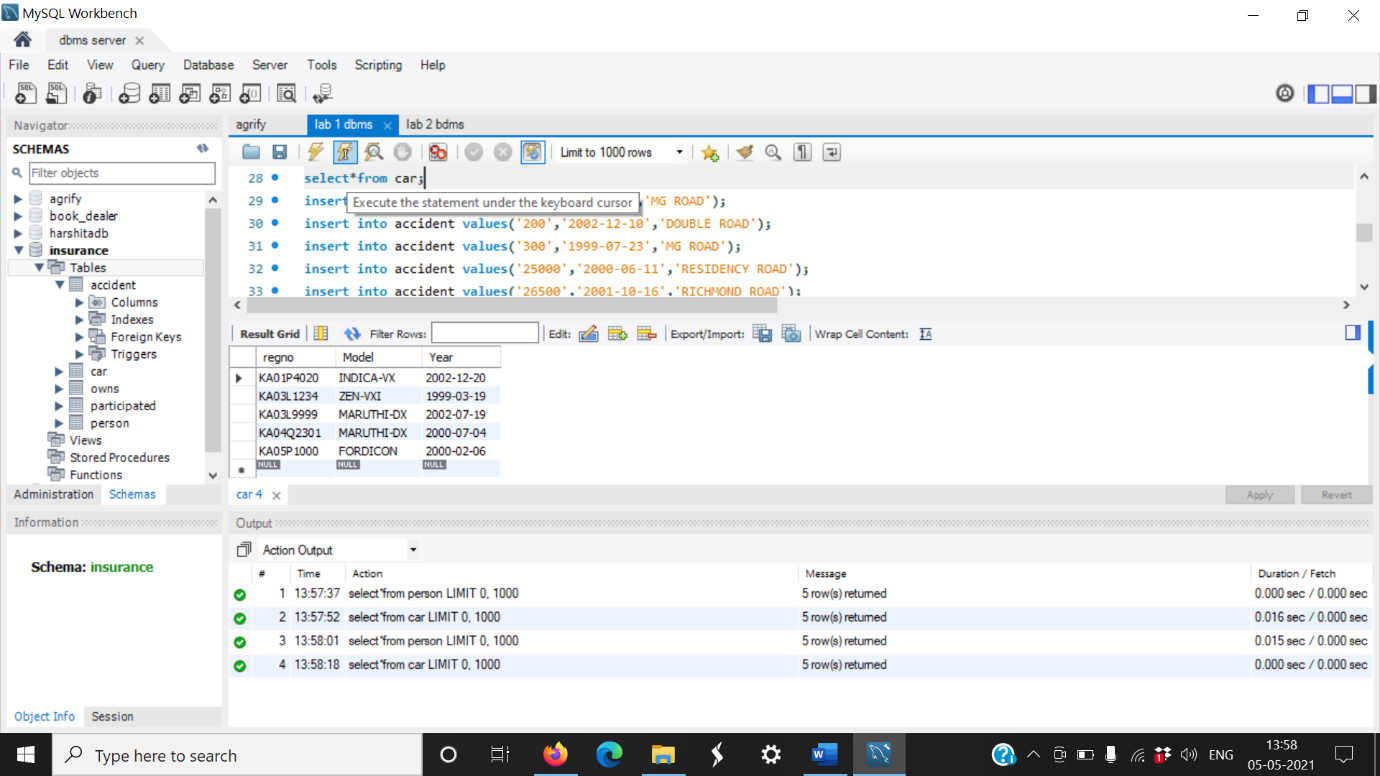 MySQL Workbench
dbms server
File Edit View Query Database Server Tools Scripting Help
Navigator
SCHEMAS
Filter objects
agrify
book_dealer
harshitadb
insurance
Tables
accident
Columns
Indexes
Foreign Keys
Triggers
car
owns
participated
person
Views
Stored Procedures
Functions
Administration Schemas
Information
Schema: insurance
Object Info Session
agrify lab 1 dbms lab 2 bdms
Limit to 1000 rows
28 select*from car;
29 insert 'MG ROAD');
Execute the statement under the keyboard cursor
30 insert into accident values('200','2002-12-10','DOUBLE ROAD');
31 insert into accident values('300','1999-07-23','MG ROAD');
32 insert into accident values('25000','2000-06-11','RESIDENCY ROAD');
33 insert into accident values('26500','2001-10-16','RICHMOND ROAD');
Result Grid Filter Rows: Edit: Export/Import: Wrap Cell Content:
regno Model Year
KA01P4020 INDICA-VX 2002-12-20
KA03L1234 ZEN-VXI 1999-03-19
KA03L9999 MARUTHI-DX 2002-07-19
KA04Q2301 MARUTHI-DX 2000-07-04
KA05P1000 FORDICON 2000-02-06
NULL NULL NULL
car 4
Apply Revert
Output
Action Output
# Time Action Message Duration / Fetch
1 13:57:37 select*from person LIMIT 0, 1000 5 row(s) returned 0.000 sec / 0.000 sec
2 13:57:52 select*from car LIMIT 0, 1000 5 row(s) returned 0.016 sec / 0.000 sec
3 13:58:01 select*from person LIMIT 0, 1000 5 row(s) returned 0.015 sec / 0.000 sec
4 13:58:18 select*from car LIMIT 0, 1000 5 row(s) returned 0.000 sec / 0.000 sec
Type here to search
ENG
13:58
05-05-2021